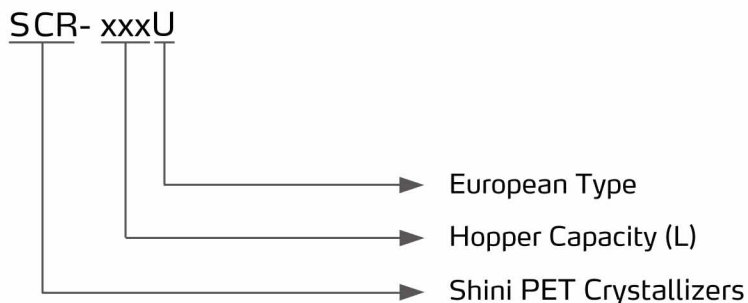 SCR- xxxU
European Type
Hopper Capacity (L)
Shini PET Crystallizers